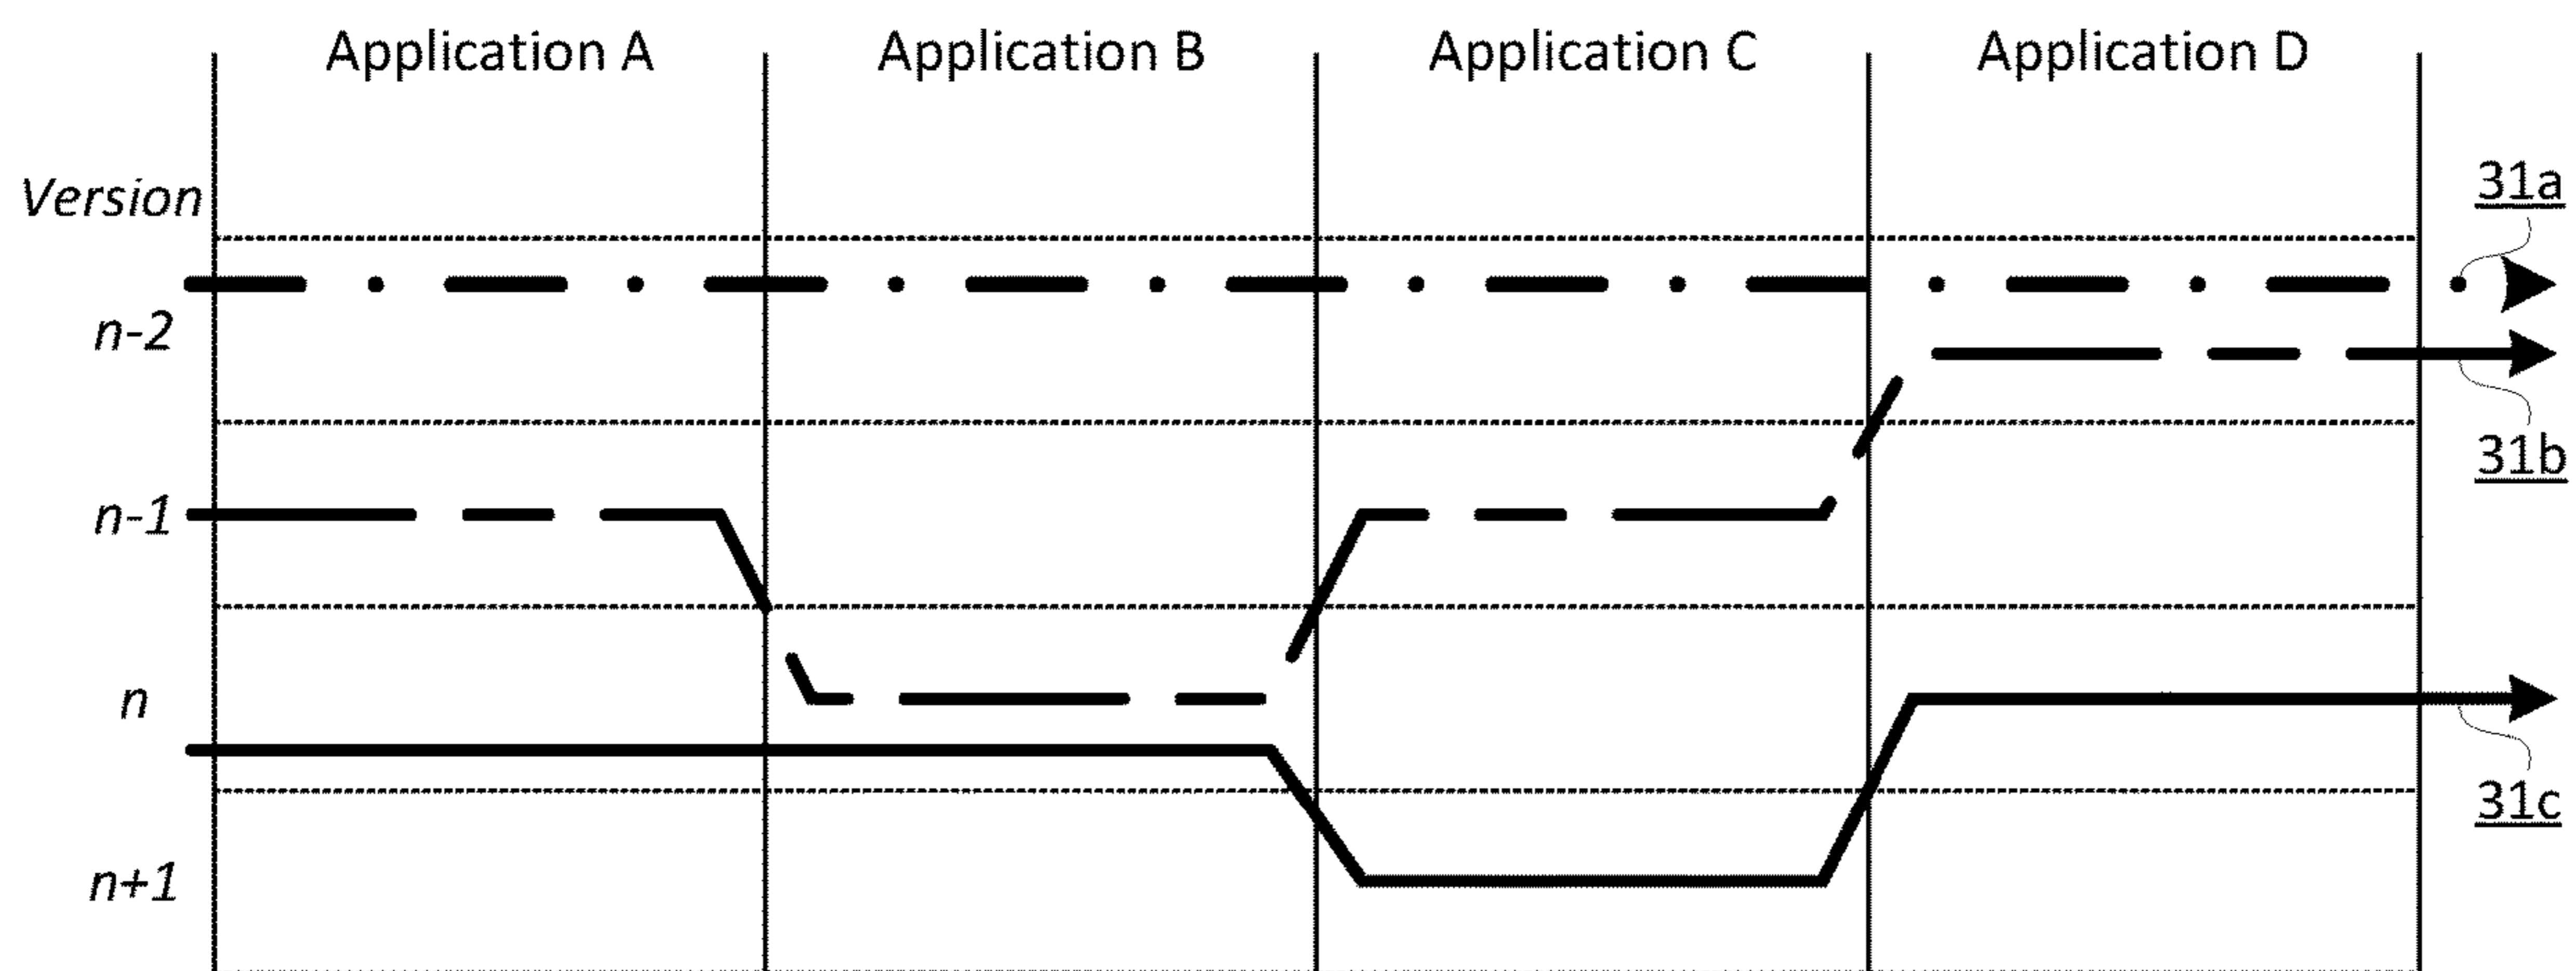 Application A
Application B
Application C
Application D
Version
31a
n-2
31b
n-1
n
31c
n+1